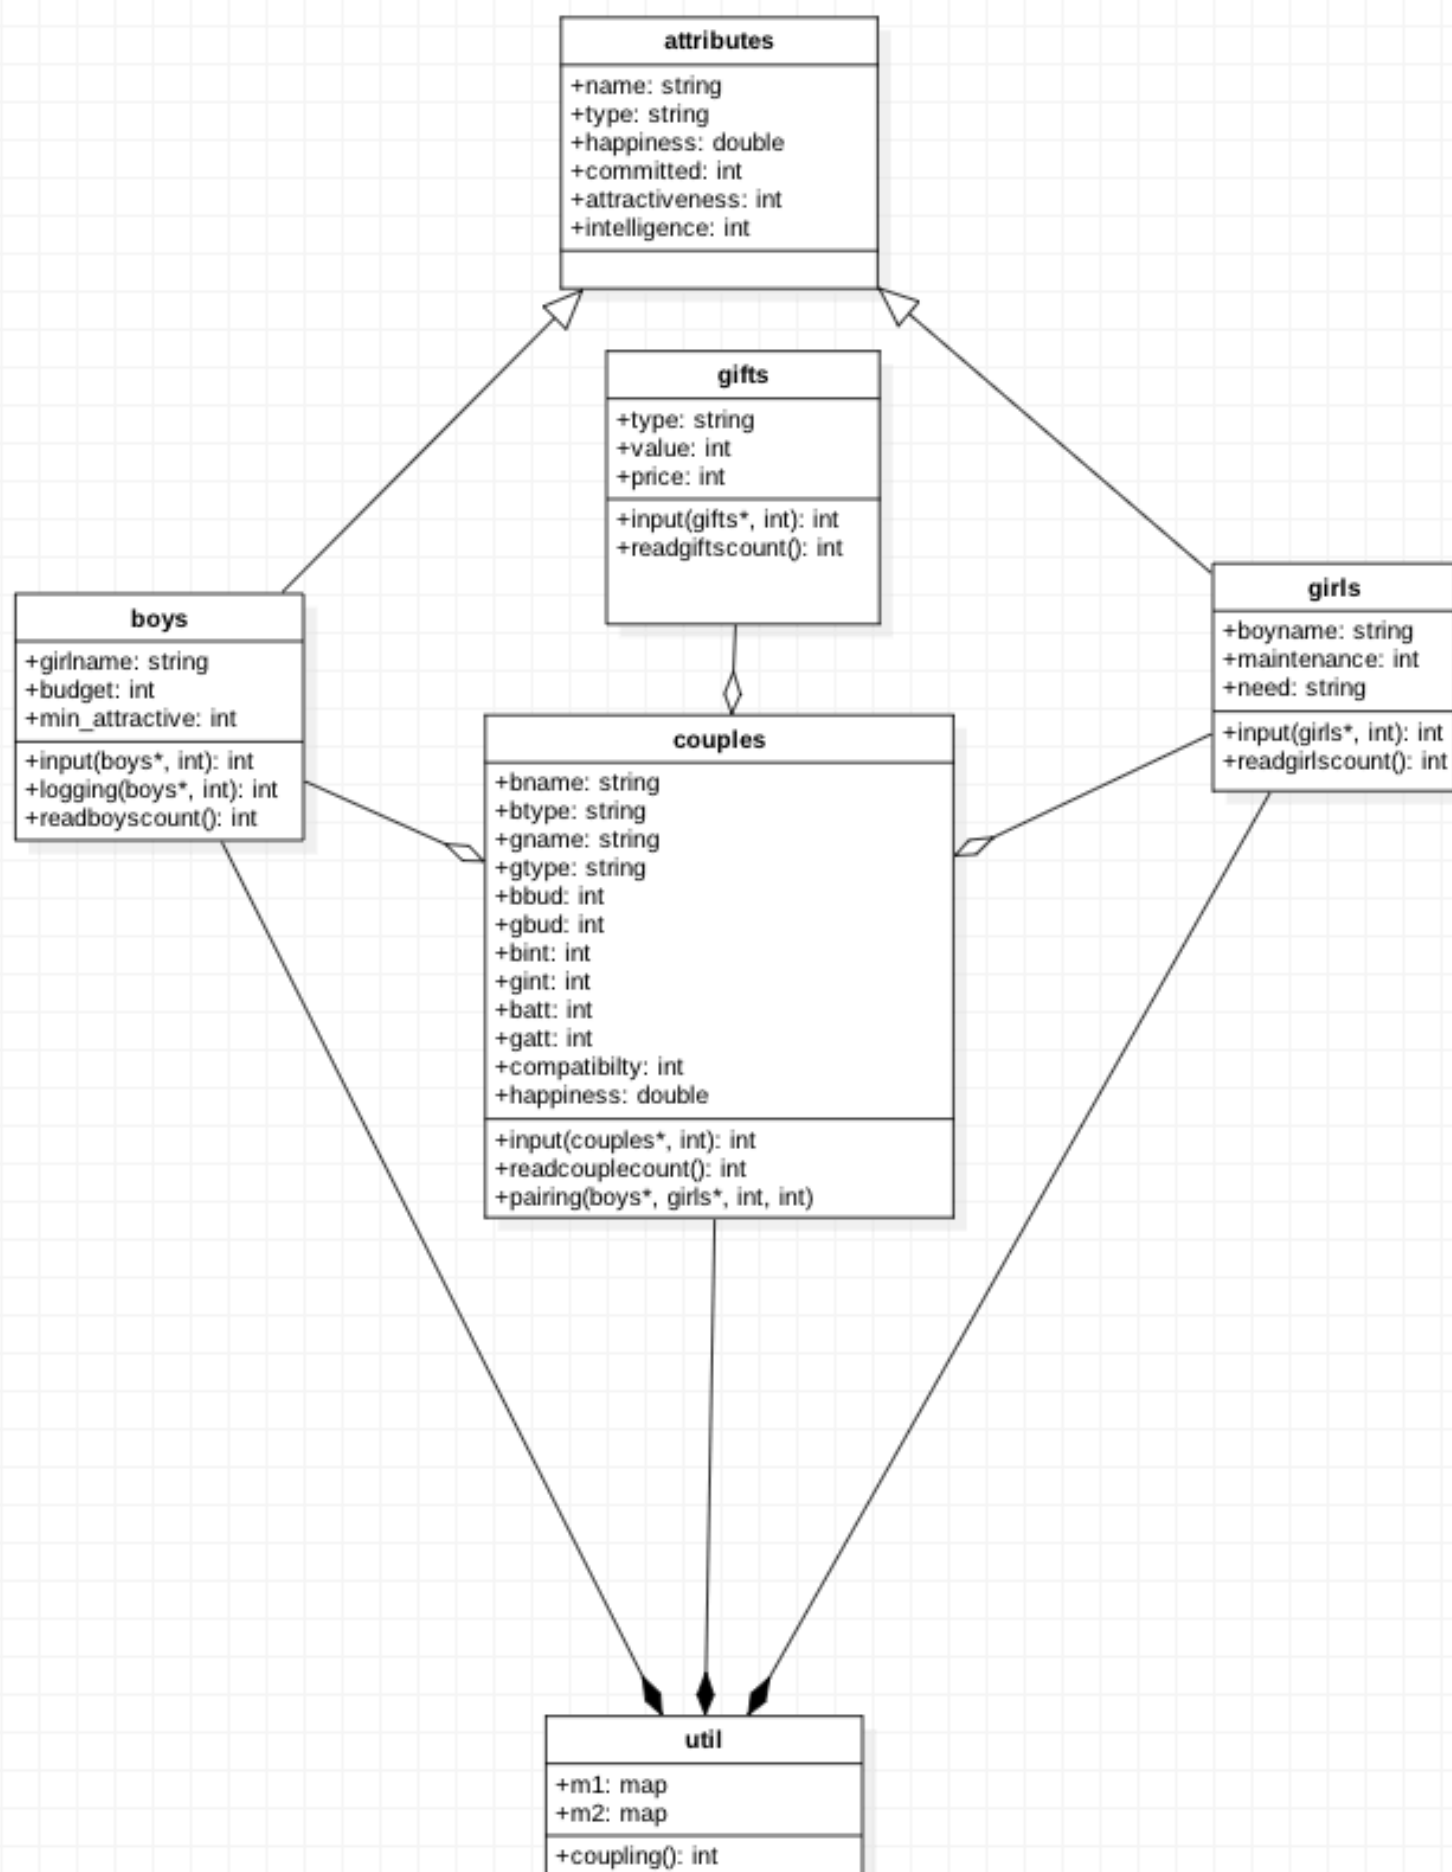 attributes
+name: string
+type: string
+happiness: double
+committed: int
+attractiveness: int
+intelligence: int
gifts
+type: string
+value: int
+price: int
+input(gifts*, int): int
+readgiftscount(): int
boys
+girlname: string
+budget: int
+min_attractive: int
+input(boys*, int): int
+logging(boys*, int): int
+readboyscount(): int
girls
+boyname: string
+maintenance: int
+need: string
+input(girls*, int): int
+readgirlscount(): int
couples
+bname: string
+btype: string
+gname: string
+gtype: string
+bbud: int
+gbud: int
+bint: int
+gint: int
+batt: int
+gatt: int
+compatibilty: int
+happiness: double
+input(couples*, int): int
+readcouplecount(): int
+pairing(boys*, girls*, int, int)
util
+m1: map
+m2: map
+coupling(): int